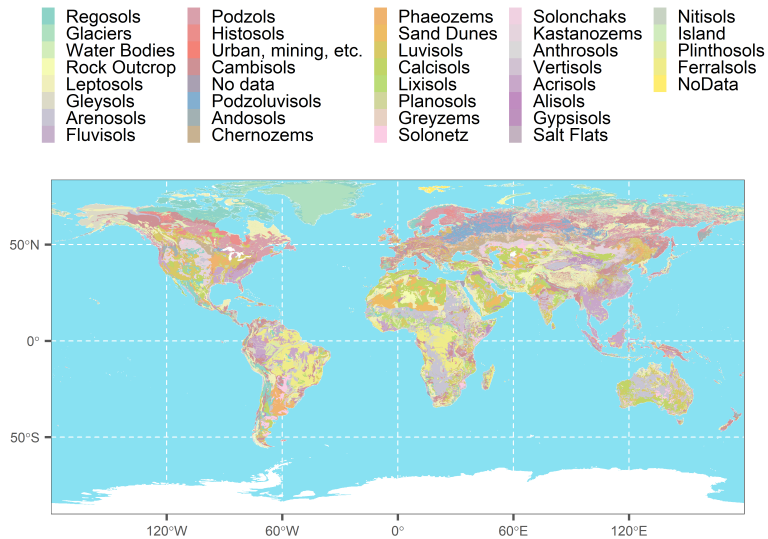 Regosols
Glaciers
Water Bodies
Rock Outcrop
Leptosols
Gleysols
Arenosols
Fluvisols
Podzols
Histosols
Urban, mining, etc.
Cambisols
No data
Podzoluvisols
Andosols
Chernozems
Phaeozems
Sand Dunes
Luvisols
Calcisols
Lixisols
Planosols
Greyzems
Solonetz
Solonchaks
Kastanozems
Anthrosols
Vertisols
Acrisols
Alisols
Gypsisols
Salt Flats
Nitisols
Island
Plinthosols
Ferralsols
NoData
50°N
0°
50°S
120°W
60°W
0°
60°E
120°E